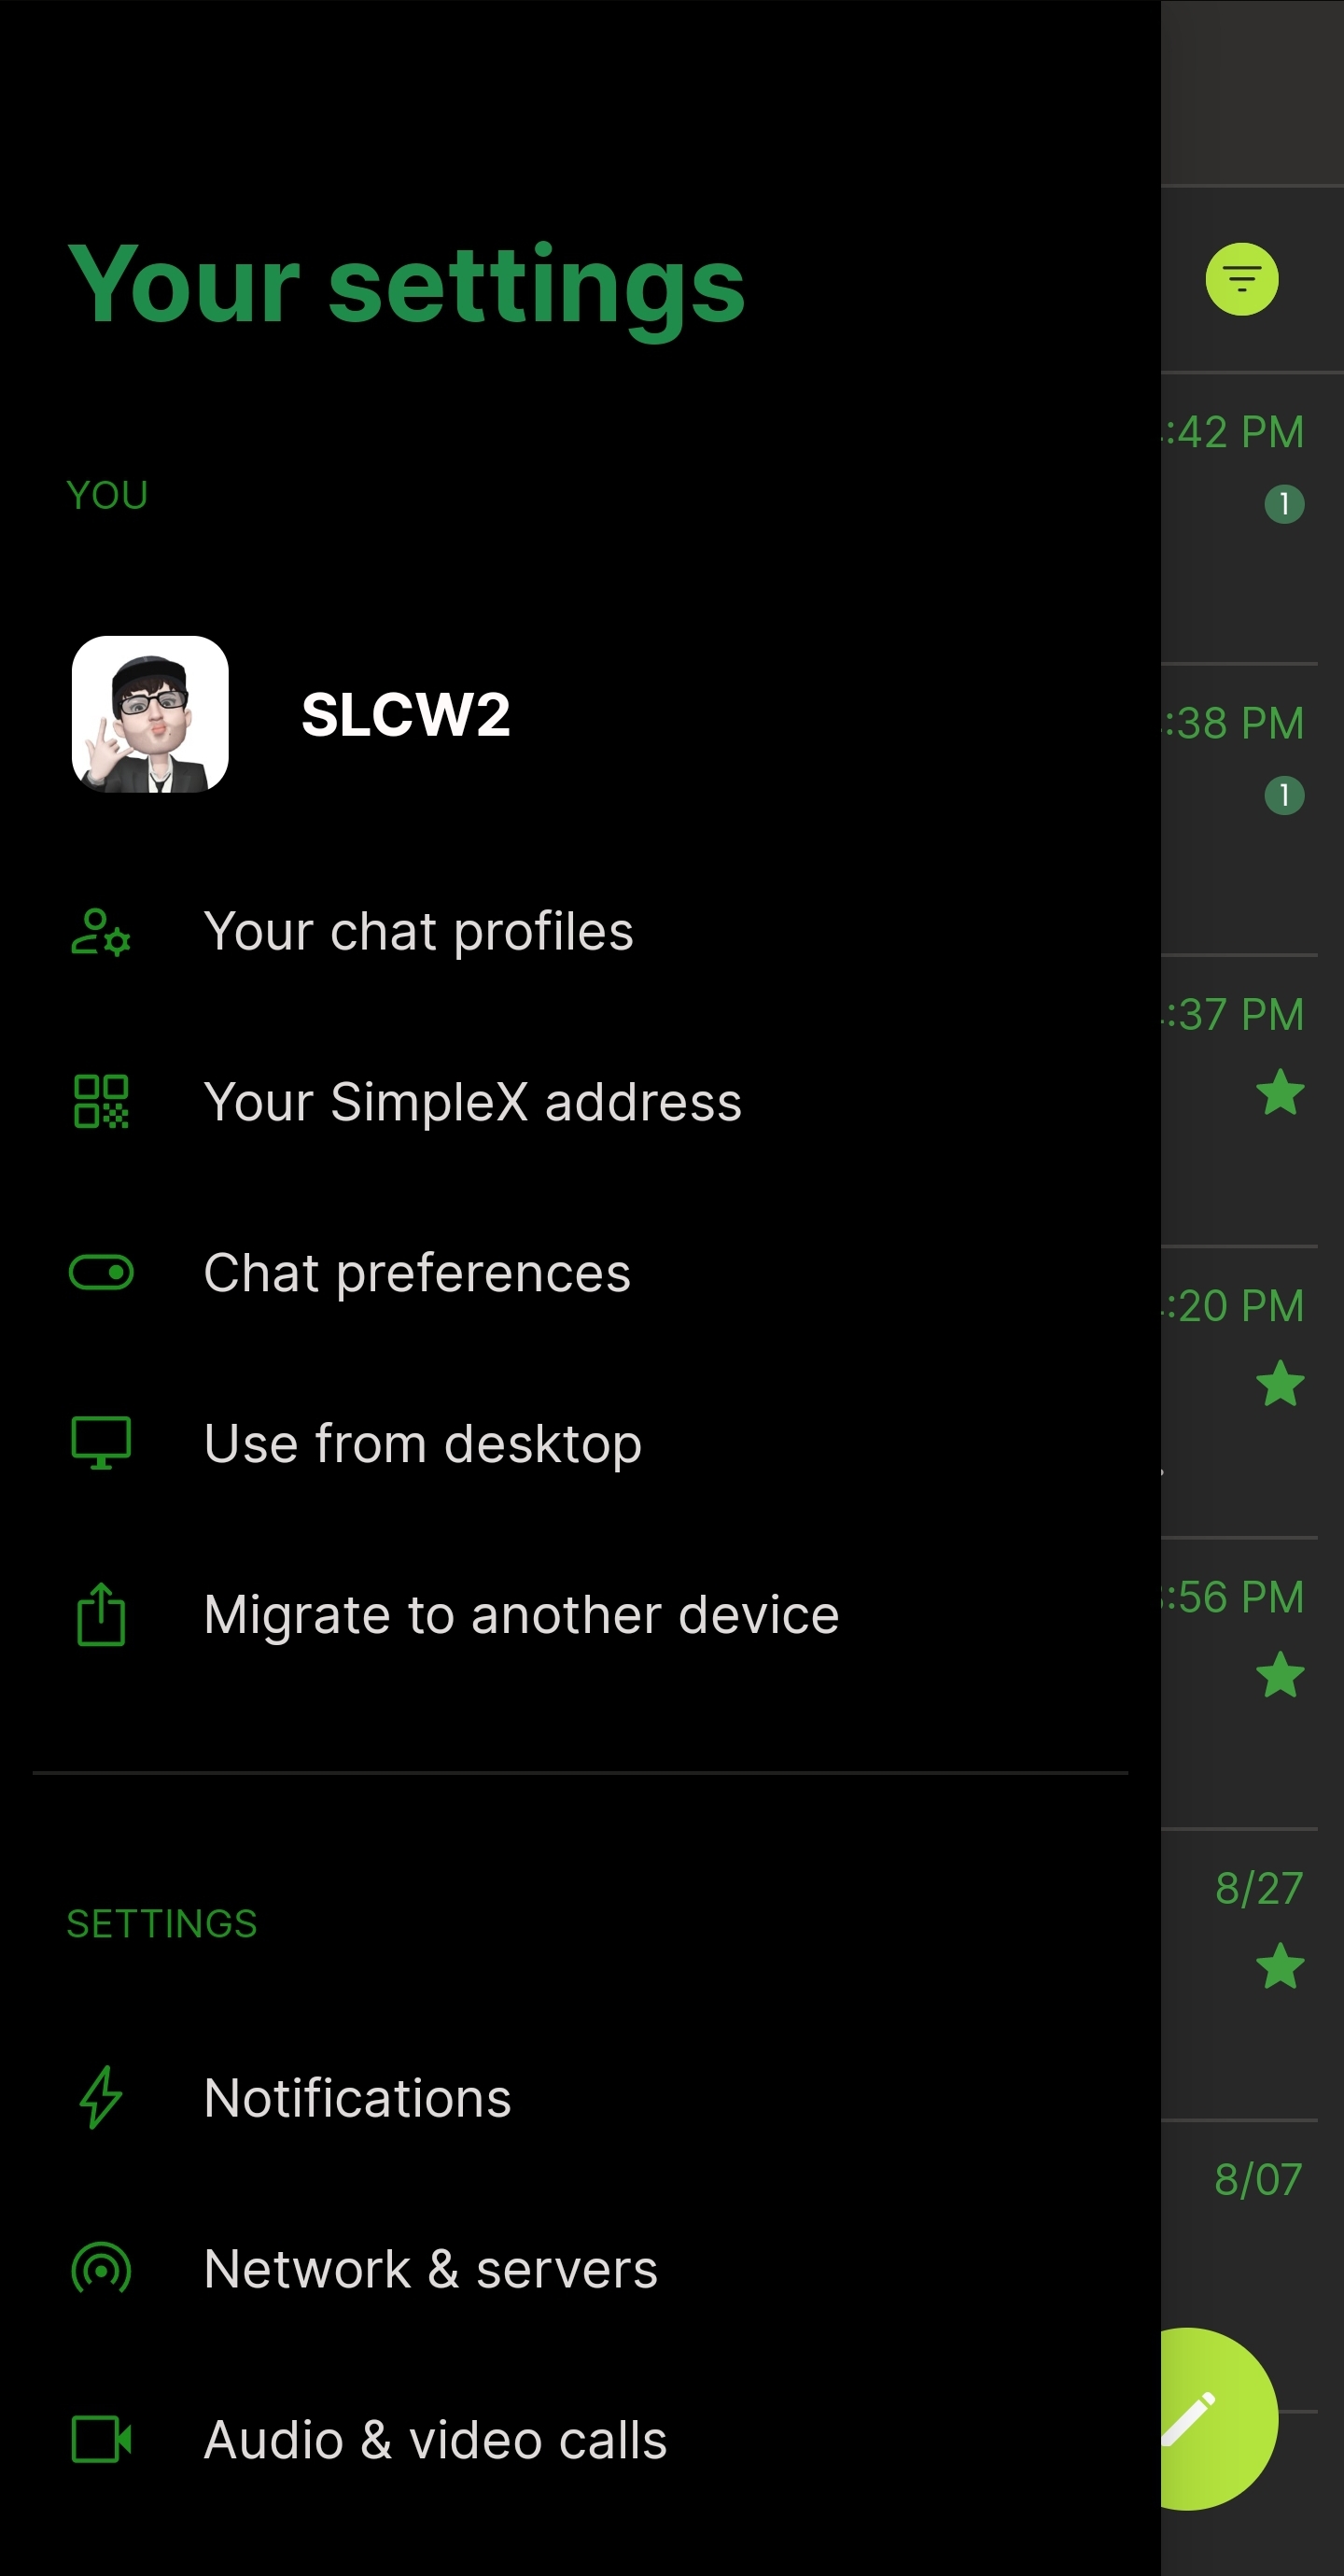 Your settings
YOU
SLCW2
Your chat profiles
Your SimpleX address
Chat preferences
Use from desktop
Migrate to another device
SETTINGS
Notifications
Network & servers
Audio & video calls
:42 PM
1
:38 PM
1
:37 PM
:20 PM
:56 PM
8/27
8/07